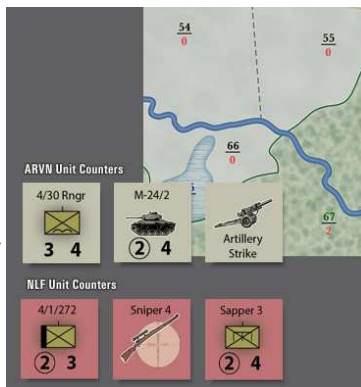 54
0
55
0
66
0
67
2
ARVN Unit Counters
4/30 Rngr
3 4
M-24/2
2 4
Artillery
Strike
NLF Unit Counters
4/1/272
2 3
Sniper 4
Sapper 3
2 4